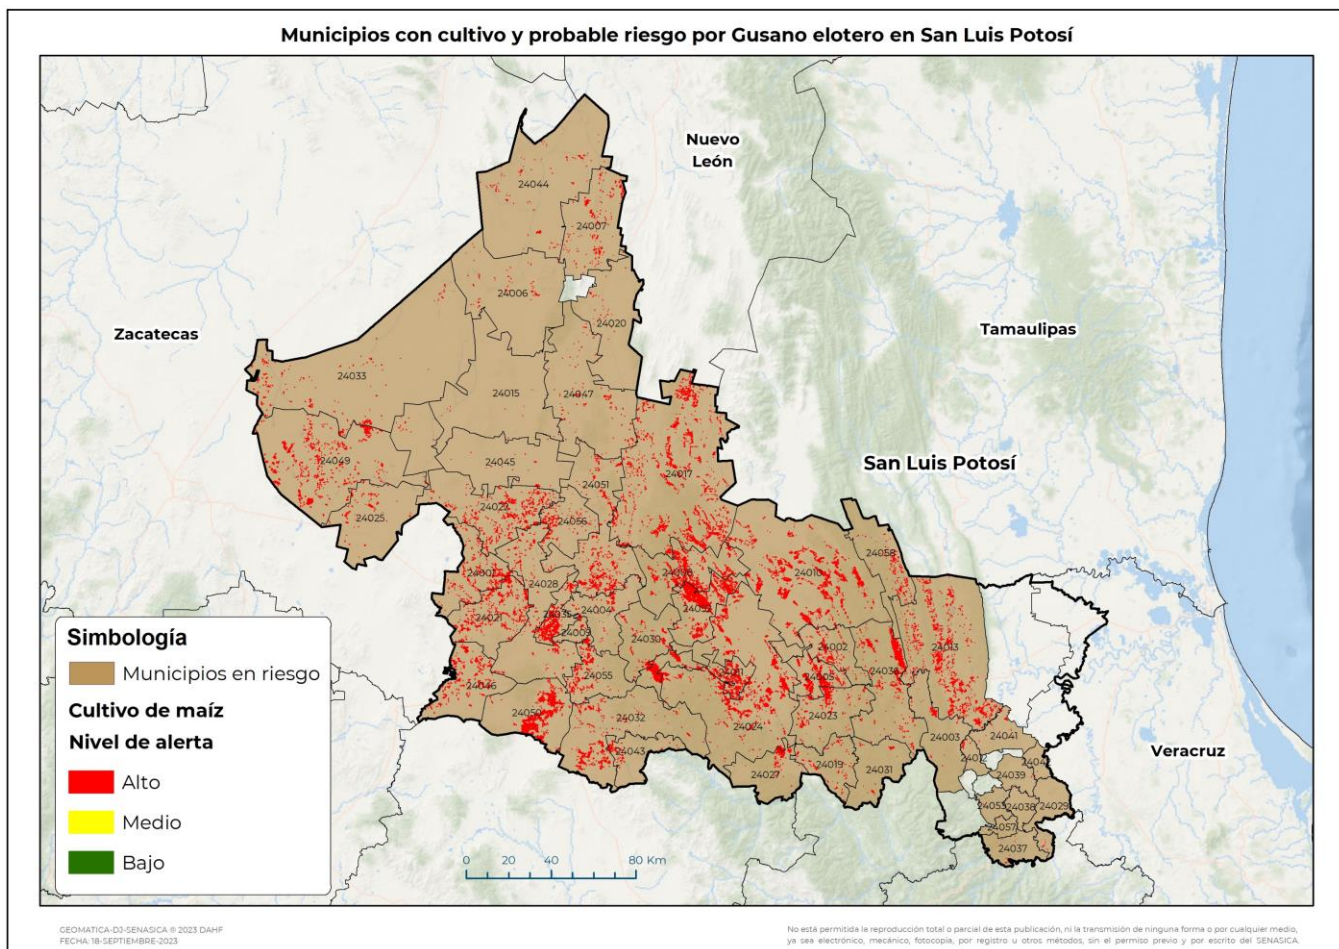 Municipios con cultivo y probable riesgo por Gusano elotero en San Luis Potosí
Nuevo
León
24044
24007
24006
24020
Zacatecas
Tamaulipas
24033
24015
24047
24049
24045
24017
San Luis Potosí
24051
24022
24025
24056
24058
24010
24028
24004
24021
24035
24009
24030
24002
24013
24005
24055
24046
24050
24032
24023
24024
24003
24041
24043
24012
Veracruz
24019
24031
24027
24039
24053
24038
24029
24057
24037
Simbología
Municipios en riesgo
Cultivo de maíz
Nivel de alerta
Alto
Medio
Bajo
0 20 40 80 Km
GEOMATICA-DJ-SENASICA © 2023 DAHF
FECHA: 18-SEPTIEMBRE-2023
No está permitida la reproducción total o parcial de esta publicación, ni la transmisión de ninguna forma o por cualquier medio,
ya sea electrónico, mecánico, fotocopia, por registro u otros métodos, sin el permiso previo y por escrito del SENASICA